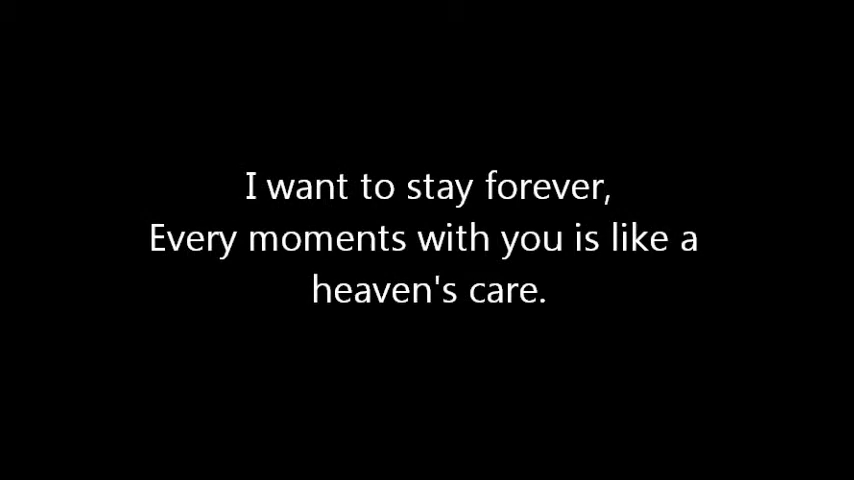 I want to stay forever,
Every moments with you is like a
heaven's care.